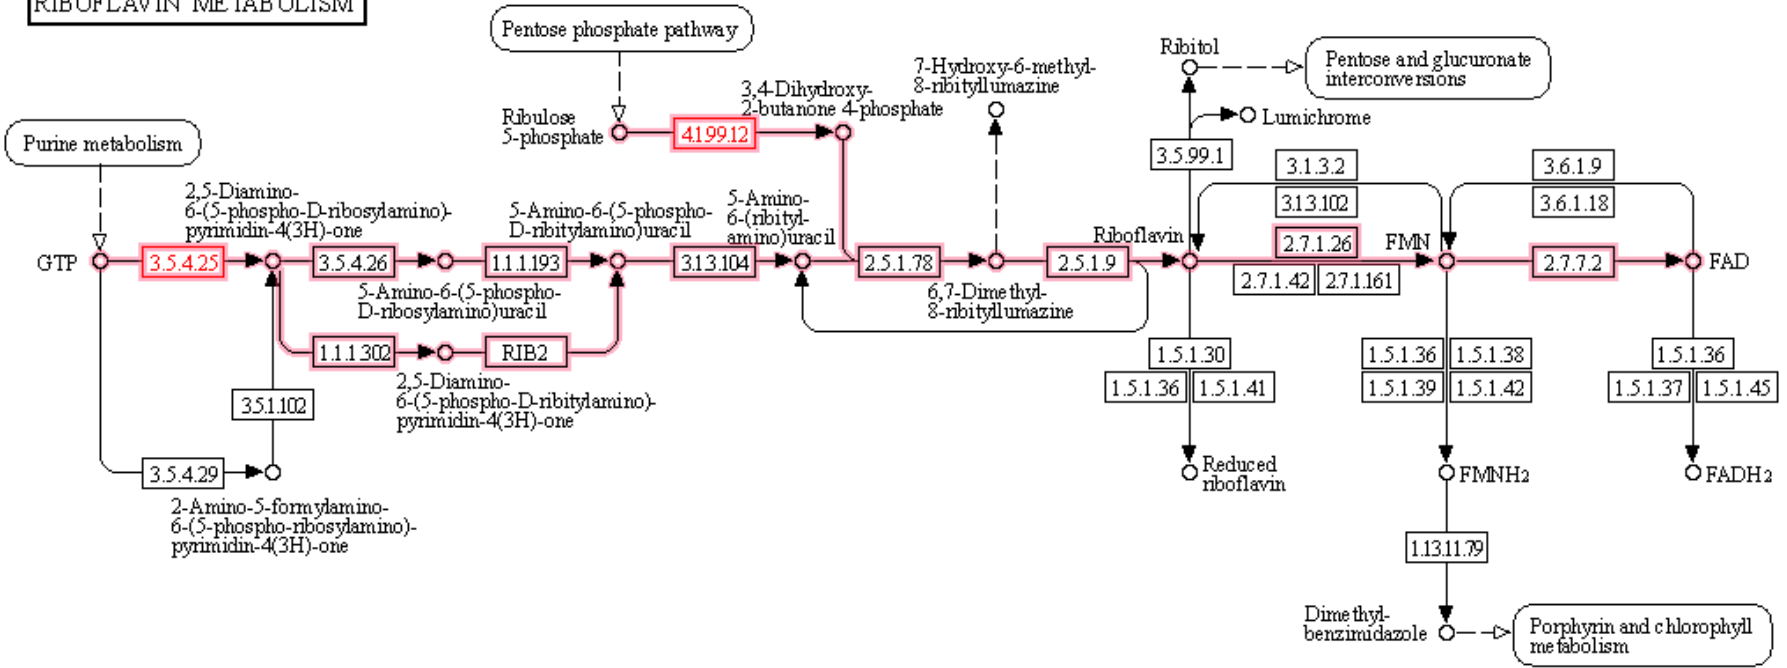 RIBOFLAVIN METABOLISM
Pentose phosphate pathway
Ribitol
Pentose and glucuronate
interconversions
7-Hydroxy-6-methyl-
8-ribityllumazine
3,4-Dihydroxy-
2-butanone 4-phosphate
Ribulose
5-phosphate
4.1.99.12
Lumichrome
Purine metabolism
3.5.99.1
3.1.3.2
3.6.1.9
3.1.3.102
3.6.1.18
2,5-Diamino-
6-(5-phospho-D-ribosylamino)-
pyrimidin-4(3H)-one
5-Amino-6-(5-phospho-
D-ribitylamino)uracil
5-Amino-
6-(ribityl-
amino)uracil
Riboflavin
2.7.1.26
FMN
GTP
3.5.4.25
3.5.4.26
1.1.1.193
3.1.3.104
2.5.1.78
2.5.1.9
2.7.7.2
FAD
2.7.1.42
2.7.1.161
5-Amino-6-(5-phospho-
D-ribosylamino)uracil
6,7-Dimethyl-
8-ribityllumazine
1.1.1.302
RIB2
1.5.1.30
1.5.1.36
1.5.1.38
1.5.1.36
1.5.1.36
1.5.1.41
1.5.1.39
1.5.1.42
1.5.1.37
1.5.1.45
2,5-Diamino-
6-(5-phospho-D-ribitylamino)-
pyrimidin-4(3H)-one
3.5.1.102
3.5.4.29
Reduced
riboflavin
FMNH2
FADH2
2-Amino-5-formylamino-
6-(5-phospho-ribosylamino)-
pyrimidin-4(3H)-one
1.13.11.79
Dimethyl-
benzimidazole
Porphyrin and chlorophyll
metabolism